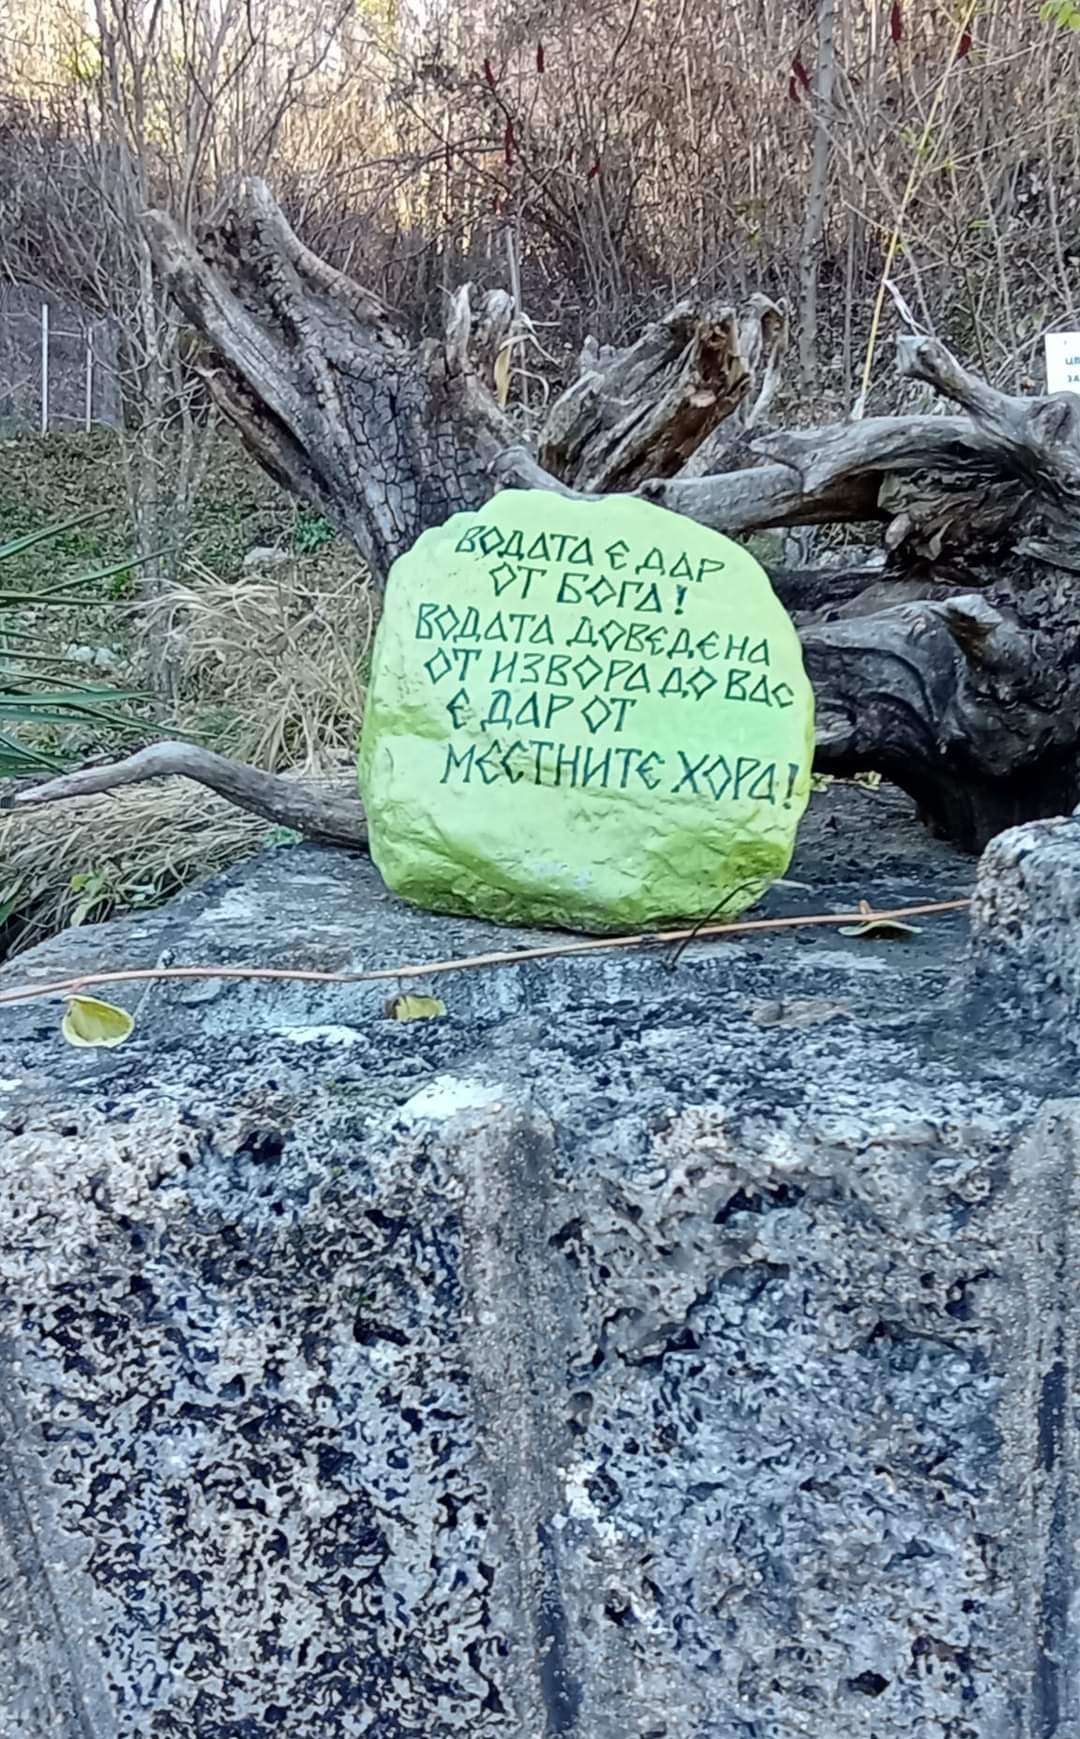 ВОДАТА Е ДАР
ОТ БОГА!
ВОДАТА ДОВЕДЕНА
ОТ ИЗВОРА ДО ВАС
Е ДАР ОТ
МЕСТНИТЕ ХОРА!